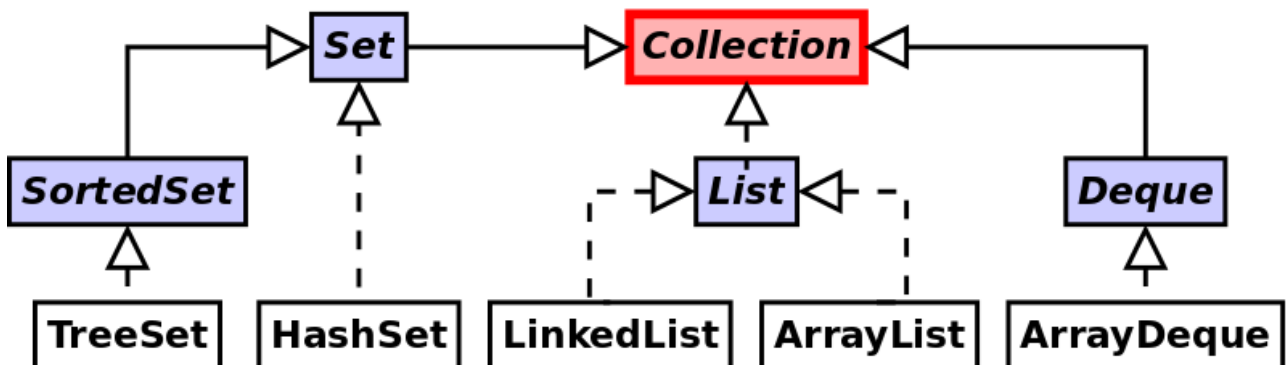 Set
Collection
SortedSet
List
Deque
TreeSet
HashSet
LinkedList
ArrayList
ArrayDeque